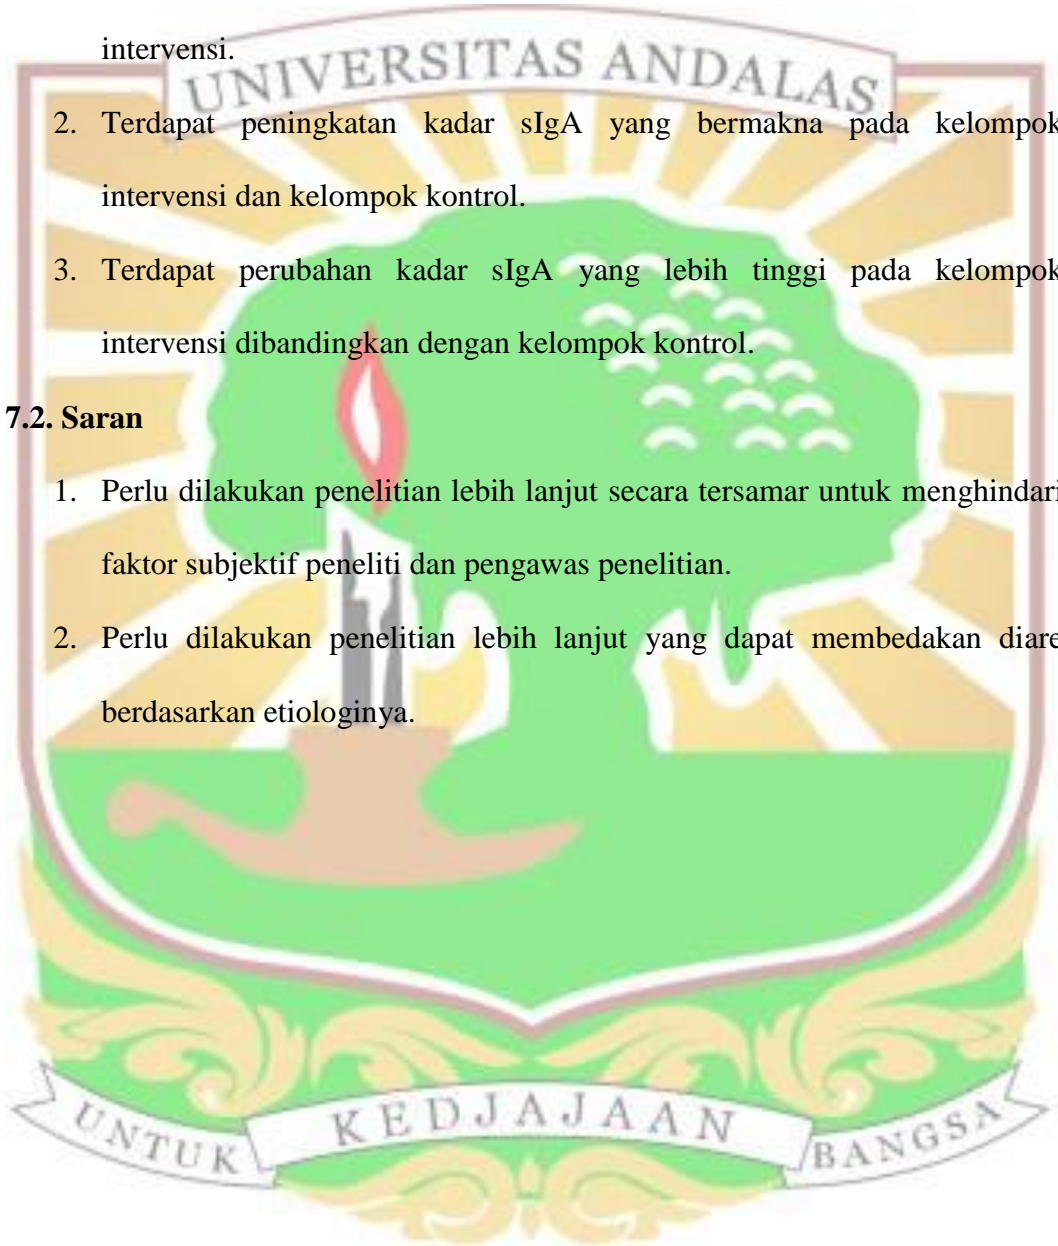 intervensi.
UNIVERSITAS ANDALAS
2. Terdapat peningkatan kadar sIgA yang bermakna pada kelompok
intervensi dan kelompok kontrol.
3. Terdapat perubahan kadar sIgA yang lebih tinggi pada kelompok
intervensi dibandingkan dengan kelompok kontrol.
7.2. Saran
1. Perlu dilakukan penelitian lebih lanjut secara tersamar untuk menghindari
faktor subjektif peneliti dan pengawas penelitian.
2. Perlu dilakukan penelitian lebih lanjut yang dapat membedakan diare
berdasarkan etiologinya.
UNTUK KEDJAJAAN BANGSA